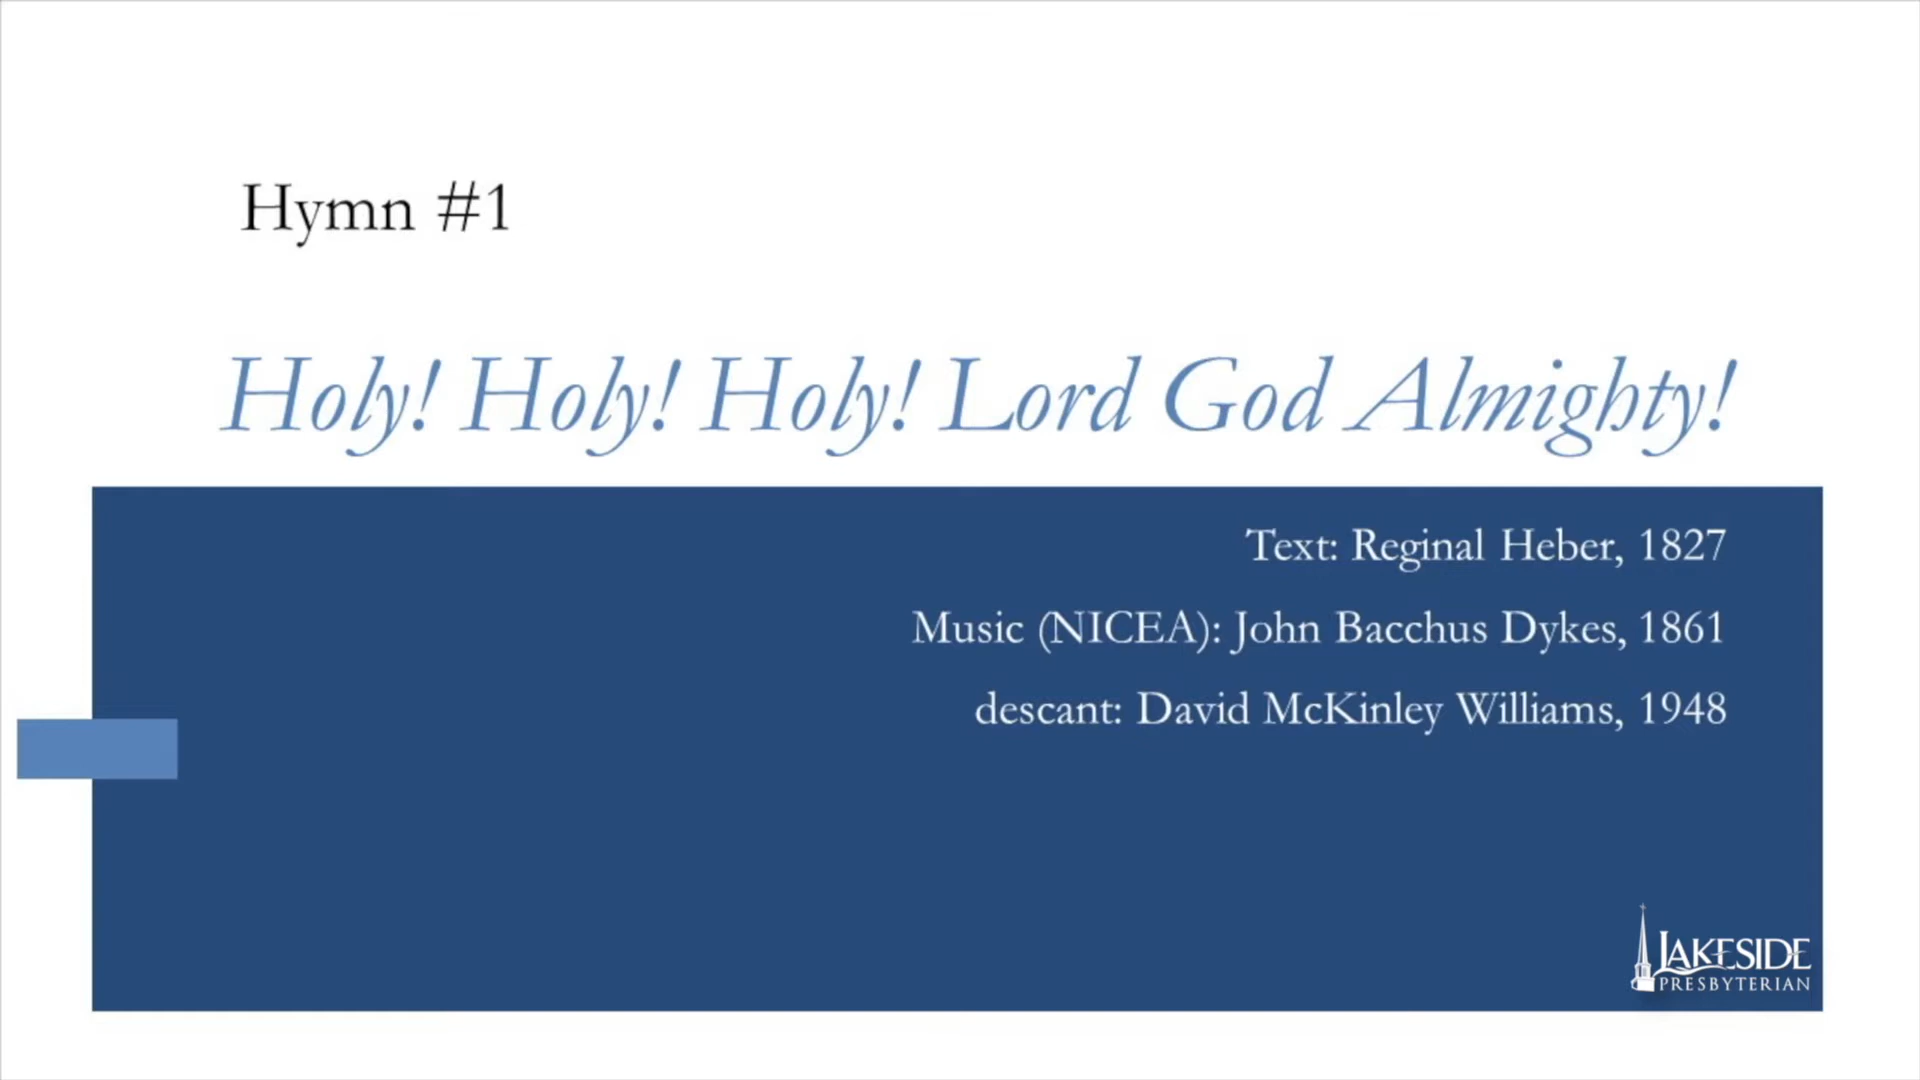 Hymn #1
Holy! Holy! Holy! Lord God Almighty!
Text: Reginal Heber, 1827
Music (NICEA): John Bacchus Dykes, 1861
descant: David McKinley Williams, 1948
LAKESIDE
PRESBYTERIAN